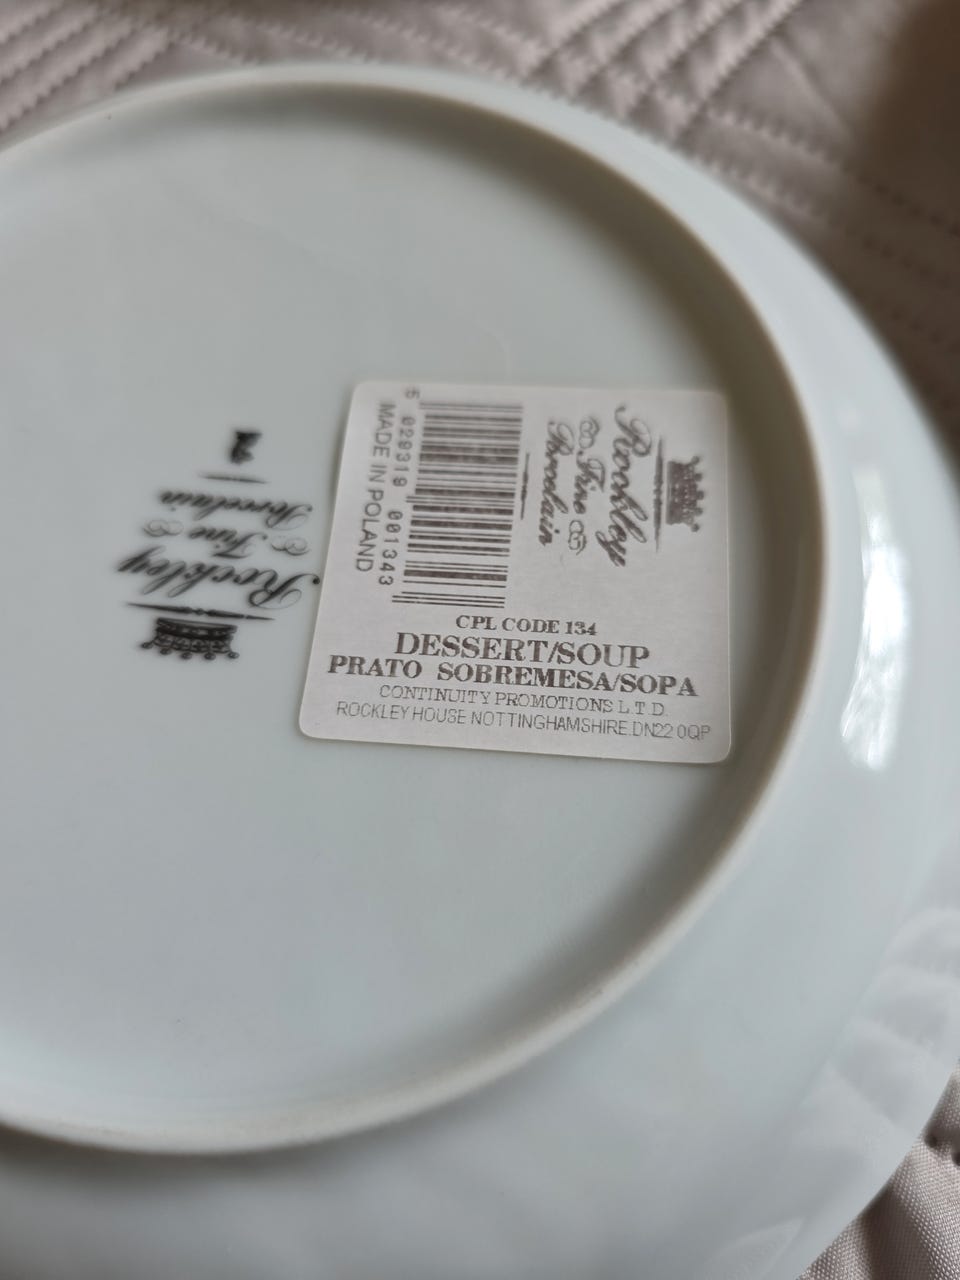 Rockley
Fine
Porcelain
5 029319 001343
MADE IN POLAND
CPL CODE 134
DESSERT/SOUP
PRATO SOBREMESA/SOPA
CONTINUITY PROMOTIONS L.T.D.
ROCKLEY HOUSE NOTTINGHAMSHIRE.DN22 0QP
Rockley
Fine
Porcelain